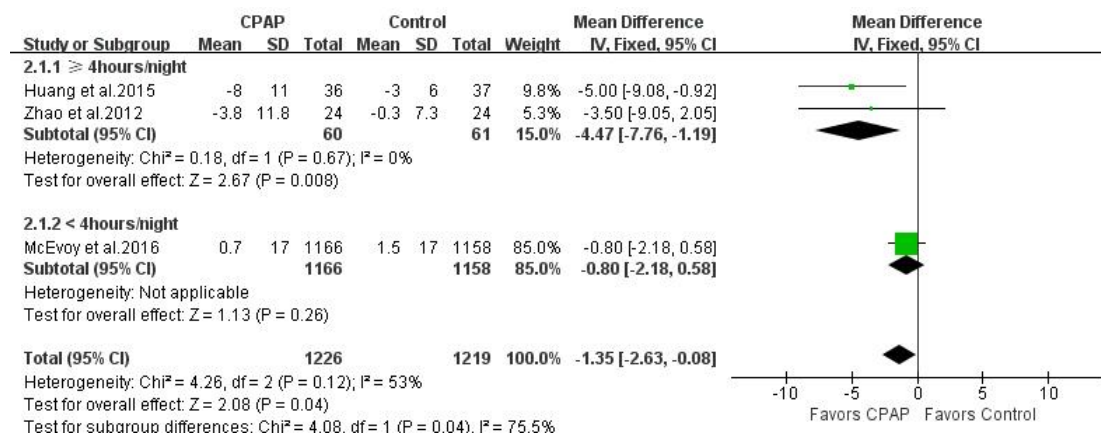 CPAP Control Mean Difference Mean Difference
Study or Subgroup Mean SD Total Mean SD Total Weight IV, Fixed, 95% CI IV, Fixed, 95% CI
2.1.1 ≥ 4hours/night
Huang et al.2015 -8 11 36 -3 6 37 9.8% -5.00 [-9.08, -0.92]
Zhao et al.2012 -3.8 11.8 24 -0.3 7.3 24 5.3% -3.50 [-9.05, 2.05]
Subtotal (95% CI) 60 61 15.0% -4.47 [-7.76, -1.19]
Heterogeneity: Chi² = 0.18, df = 1 (P = 0.67); I² = 0%
Test for overall effect: Z = 2.67 (P = 0.008)
2.1.2 < 4hours/night
McEvoy et al.2016 0.7 17 1166 1.5 17 1158 85.0% -0.80 [-2.18, 0.58]
Subtotal (95% CI) 1166 1158 85.0% -0.80 [-2.18, 0.58]
Heterogeneity: Not applicable
Test for overall effect: Z = 1.13 (P = 0.26)
Total (95% CI) 1226 1219 100.0% -1.35 [-2.63, -0.08]
Heterogeneity: Chi² = 4.26, df = 2 (P = 0.12); I² = 53%
Test for overall effect: Z = 2.08 (P = 0.04)
Test for subgroup differences: Chi² = 4.08, df = 1 (P = 0.04), I² = 75.5%
-10 -5 0 5 10
Favors CPAP Favors Control